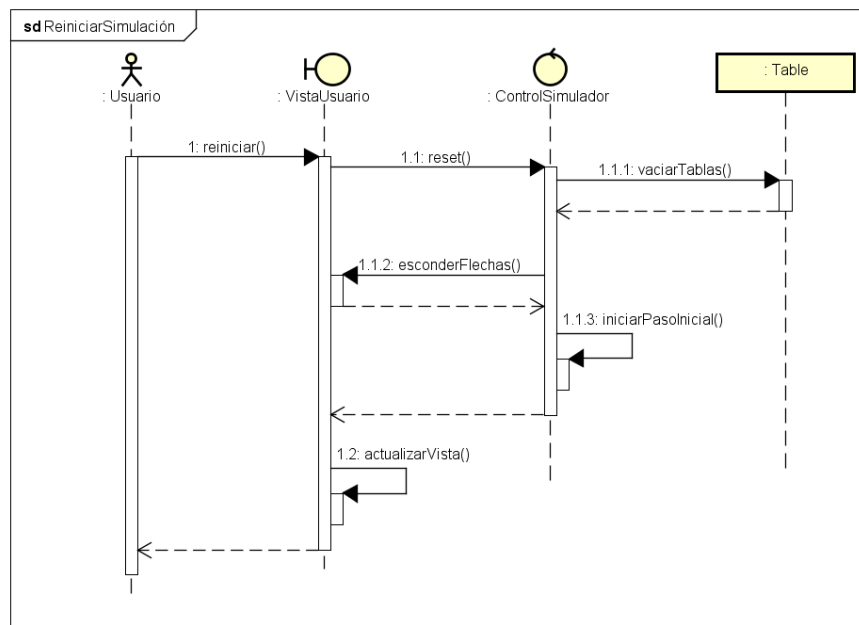 sd ReiniciarSimulación
: Usuario
: VistaUsuario
: ControlSimulador
: Table
1: reiniciar()
1.1: reset()
1.1.1: vaciarTablas()
1.1.2: esconderFlechas()
1.1.3: iniciarPasoInicial()
1.2: actualizarVista()